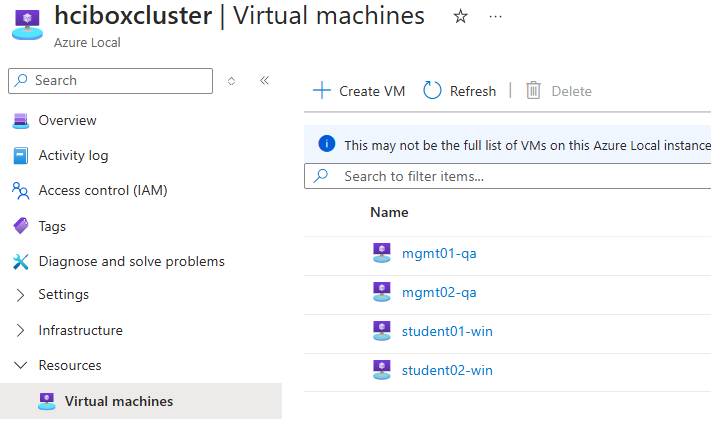 hciboxcluster | Virtual machines
Azure Local
Search
Overview
Activity log
Access control (IAM)
Tags
Diagnose and solve problems
Settings
Infrastructure
Resources
Virtual machines
Create VM Refresh | Delete
This may not be the full list of VMs on this Azure Local instance
Search to filter items...
Name
mgmt01-qa
mgmt02-qa
student01-win
student02-win